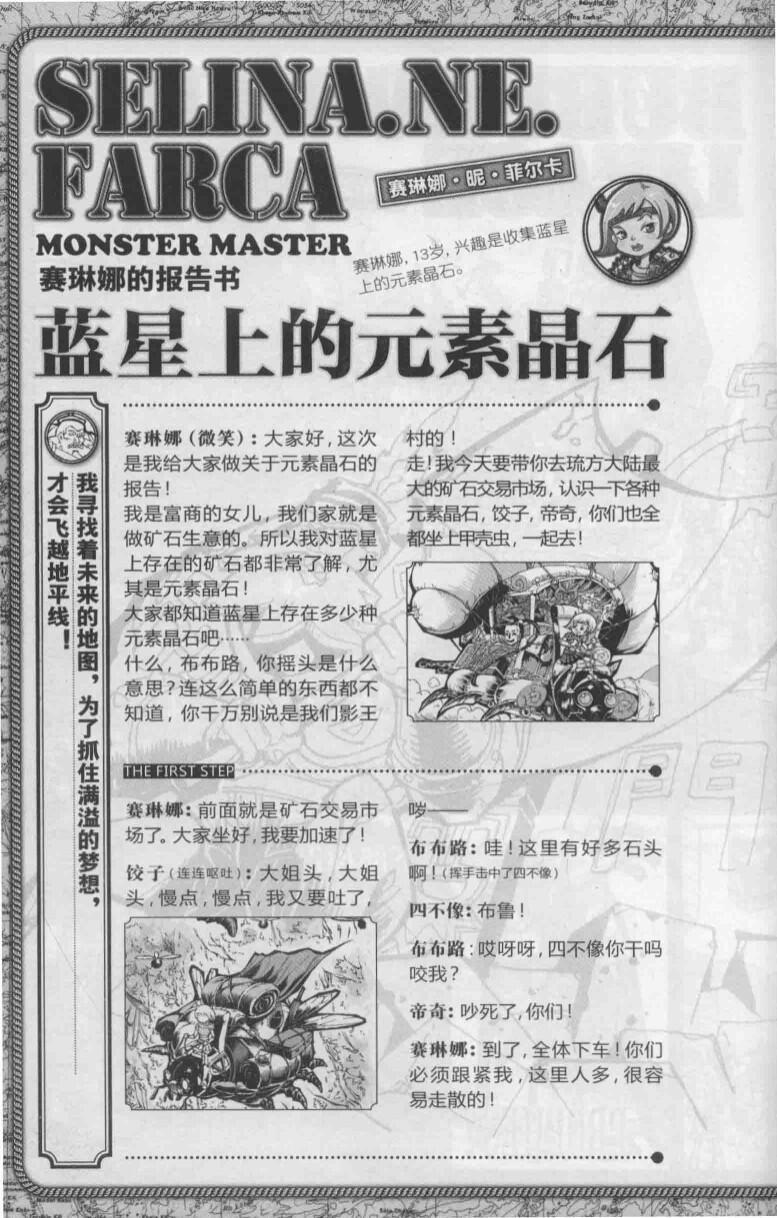 SELINA.NE.
FARCA
赛琳娜·昵·菲尔卡
MONSTER MASTER
赛琳娜的报告书
赛琳娜，13岁，兴趣是收集蓝星
上的元素晶石。
蓝星上的元素晶石
我寻找着未来的地图，为了抓住满溢的梦想，
才会飞越地平线！
赛琳娜（微笑）：大家好，这次
是我给大家做关于元素晶石的
报告！
我是富商的女儿，我们家就是
做矿石生意的。所以我对蓝星
上存在的矿石都非常了解，尤
其是元素晶石！
大家都知道蓝星上存在多少种
元素晶石吧……
什么，布布路，你摇头是什么
意思？连这么简单的东西都不
知道，你千万别说是我们影王
村的！
走！我今天要带你去琉方大陆最
大的矿石交易市场，认识一下各种
元素晶石，饺子，帝奇，你们也全
都坐上甲壳虫，一起去！
THE FIRST STEP
赛琳娜：前面就是矿石交易市
场了。大家坐好，我要加速了！
饺子（连连呕吐）：大姐头，大姐
头，慢点，慢点，我又要吐了，
哕——
布布路：哇！这里有好多石头
啊！（挥手击中了四不像）
四不像：布鲁！
布布路：哎呀呀，四不像你干吗
咬我？
帝奇：吵死了，你们！
赛琳娜：到了，全体下车！你们
必须跟紧我，这里人多，很容
易走散的！